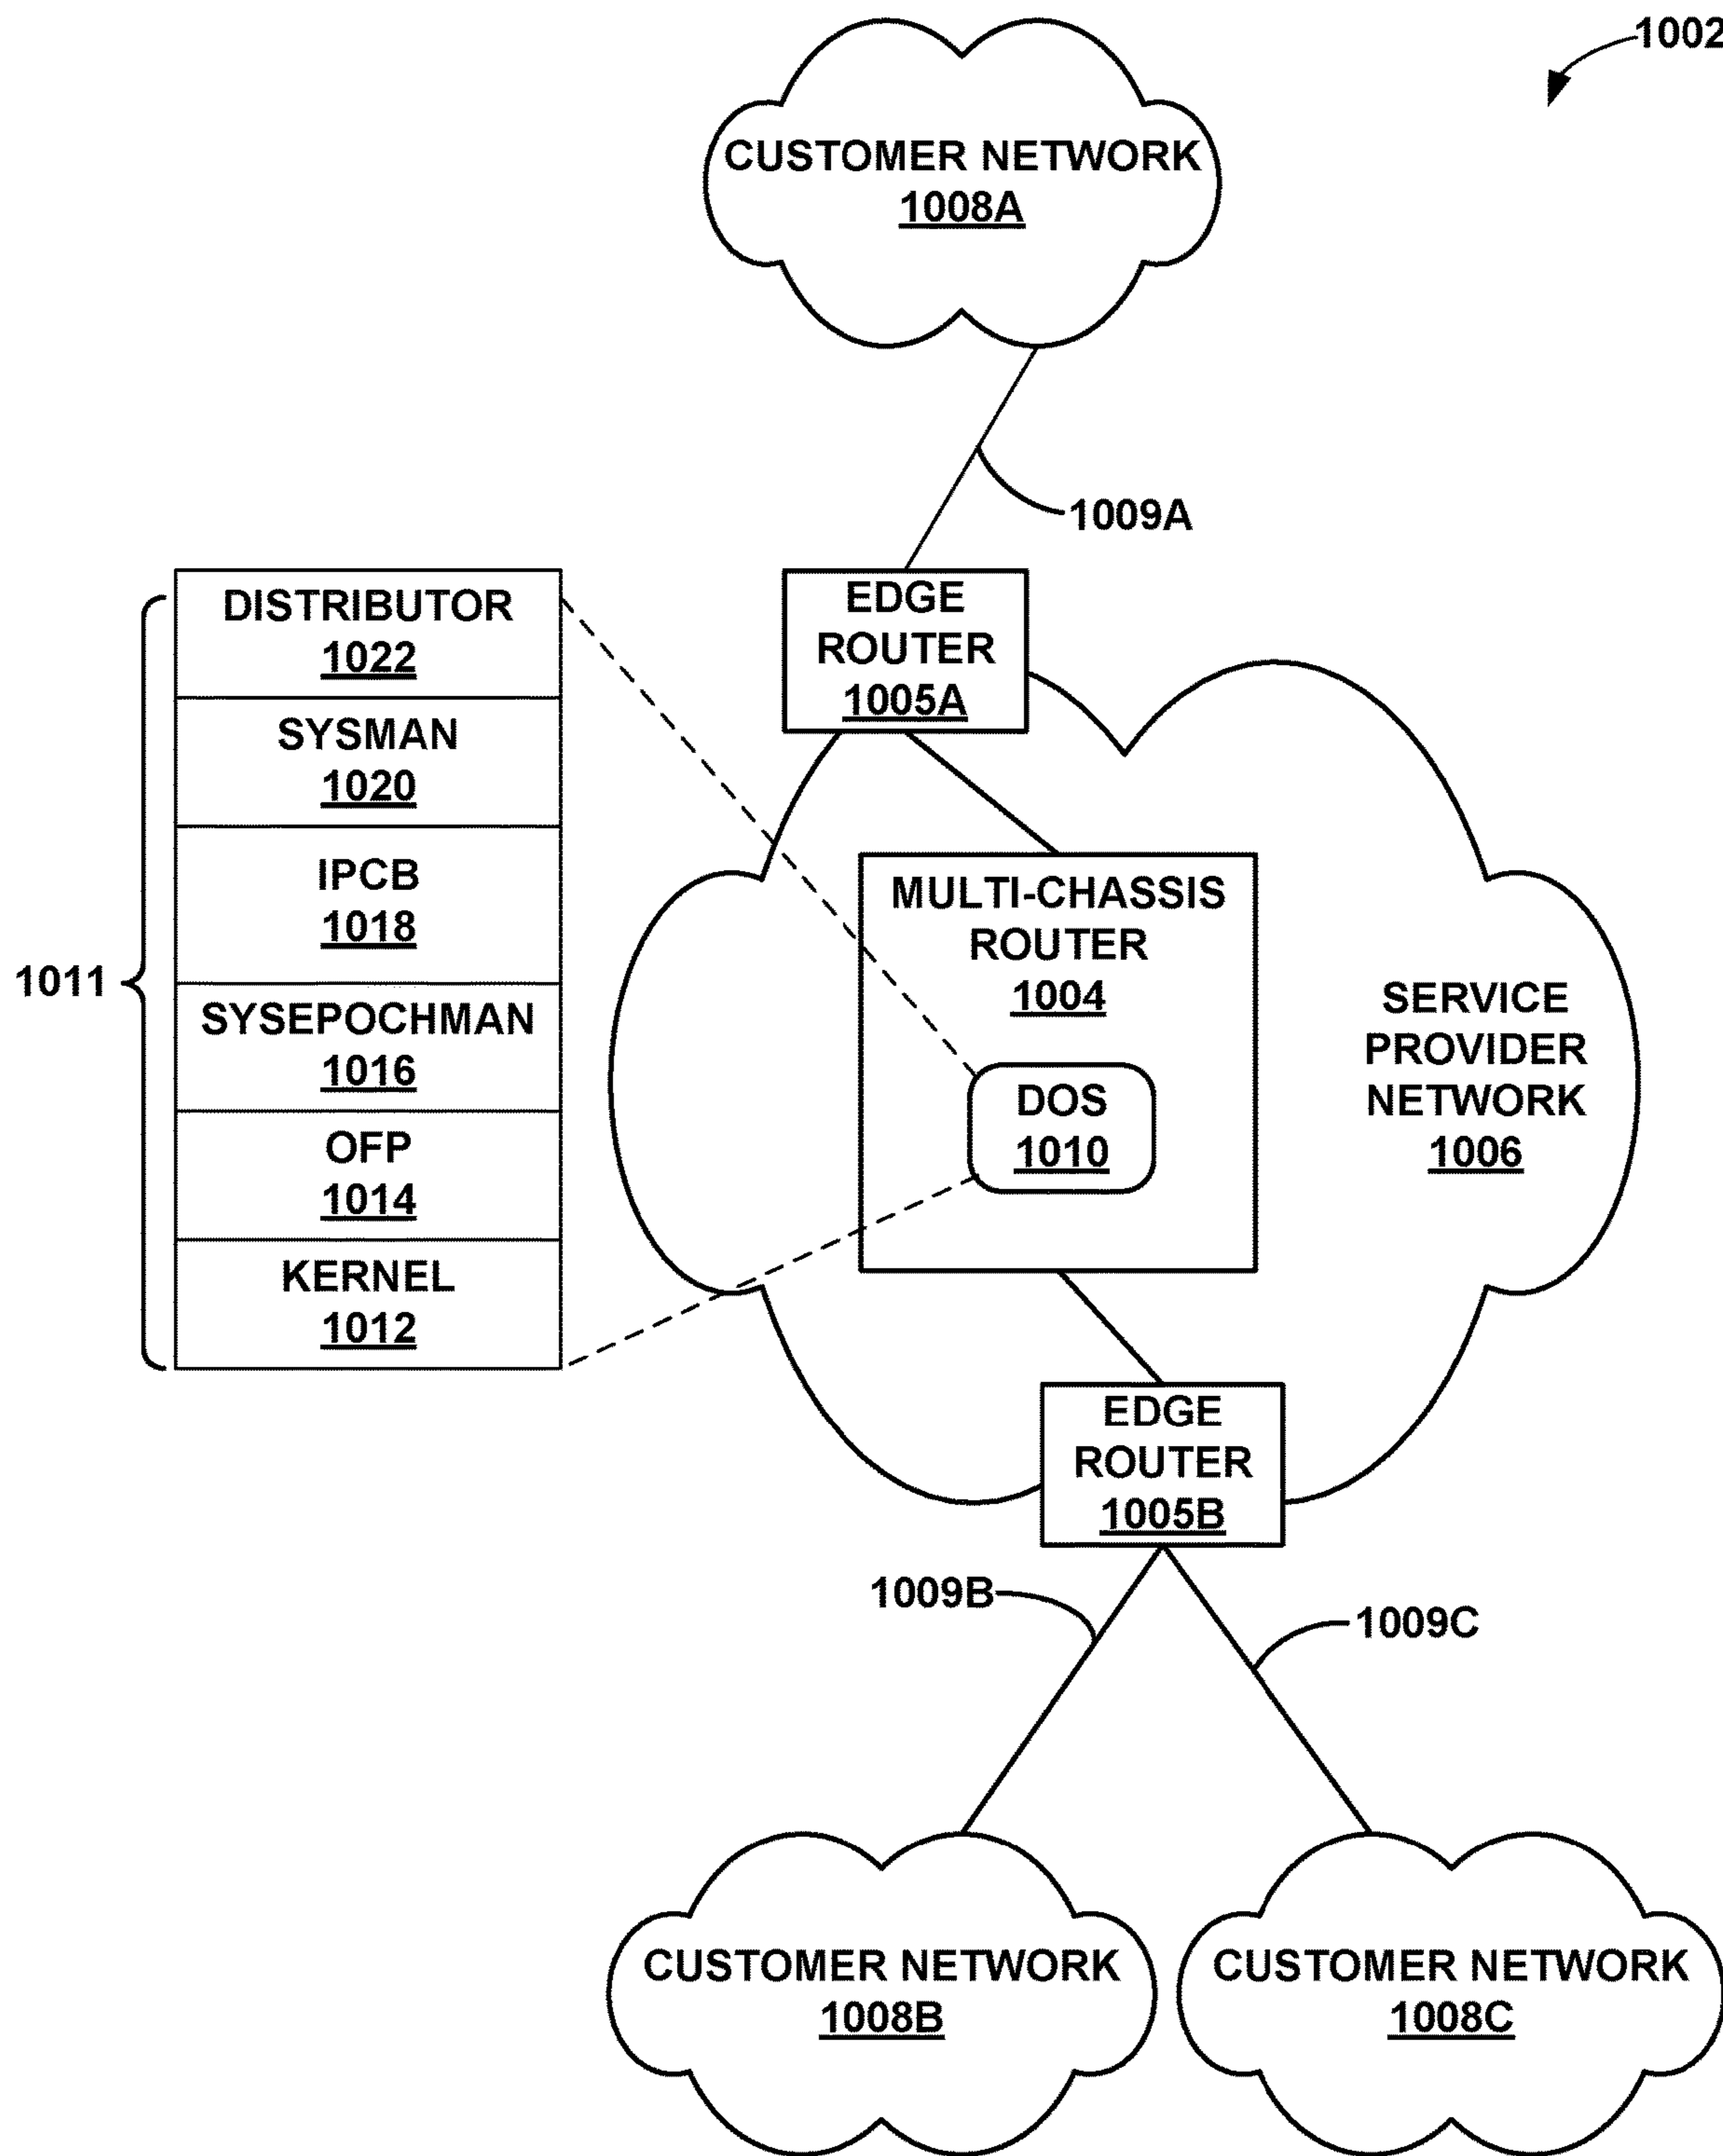 1002
CUSTOMER NETWORK
1008A
1009A
EDGE
ROUTER
1005A
DISTRIBUTOR
1022
SYSMAN
1020
IPCB
1018
SYSEPOCHMAN
1016
OFP
1014
KERNEL
1012
1011
MULTI-CHASSIS
ROUTER
1004
DOS
1010
SERVICE
PROVIDER
NETWORK
1006
EDGE
ROUTER
1005B
1009B
1009C
CUSTOMER NETWORK
1008B
CUSTOMER NETWORK
1008C